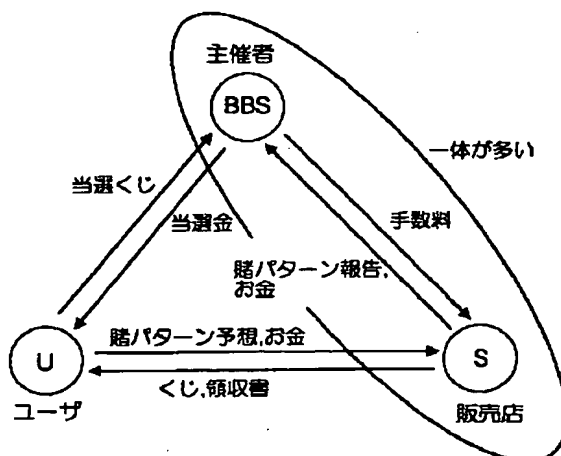 主催者
BBS
一体が多い
当選くじ
当選金
手数料
賭パターン報告,
お金
賭パターン予想,お金
U
S
くじ,領収書
ユーザ
販売店